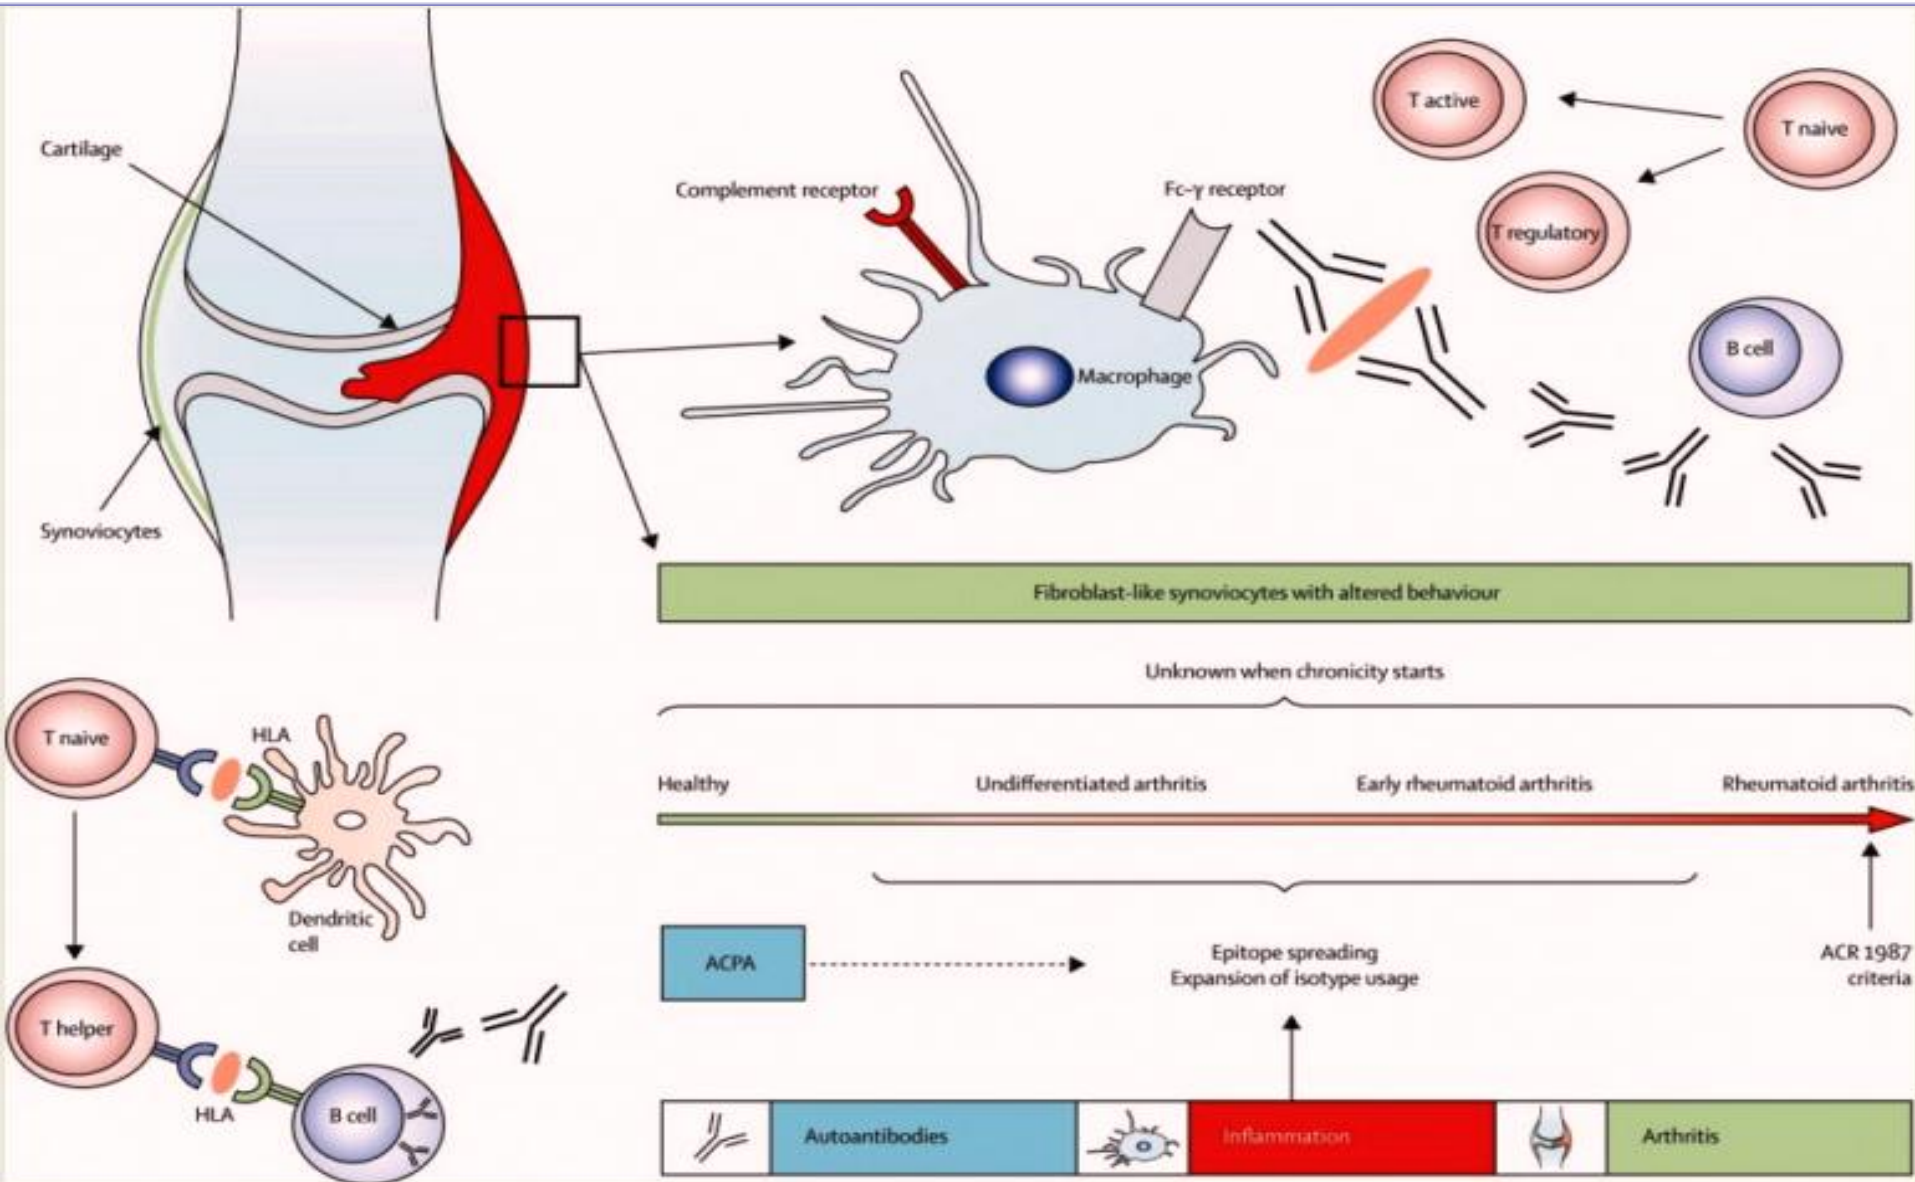 Cartilage
Synoviocytes
Complement receptor
Fc-γ receptor
Macrophage
T active
T naive
T regulatory
B cell
Fibroblast-like synoviocytes with altered behaviour
Unknown when chronicity starts
Healthy
Undifferentiated arthritis
Early rheumatoid arthritis
Rheumatoid arthritis
ACPA
Epitope spreading
Expansion of isotype usage
ACR 1987
criteria
Autoantibodies
Inflammation
Arthritis
T naive
HLA
Dendritic
cell
T helper
HLA
B cell